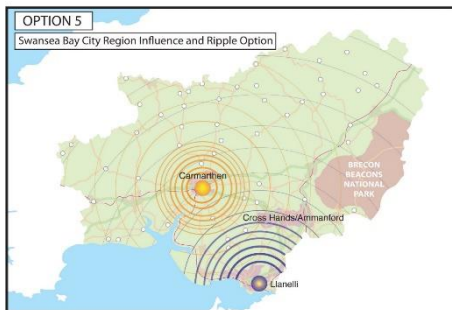 OPTION 5
Swansea Bay City Region Influence and Ripple Option
Carmarthen
BRECON
BEACONS
NATIONAL
PARK
Cross Hands/Ammanford
Llanelli